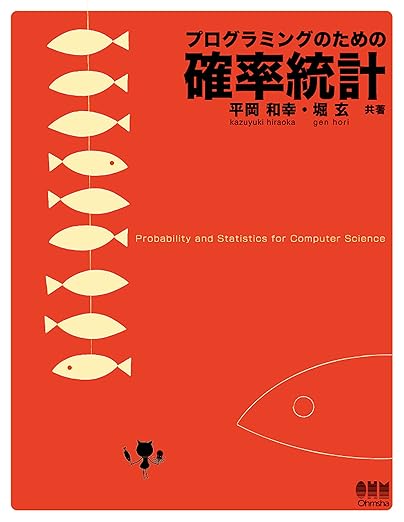 プログラミングのための
確率統計
平岡 和幸・堀 玄 共著
kazuyuki hiraoka gen hori
Probability and Statistics for Computer Science
OHM
Ohmsha